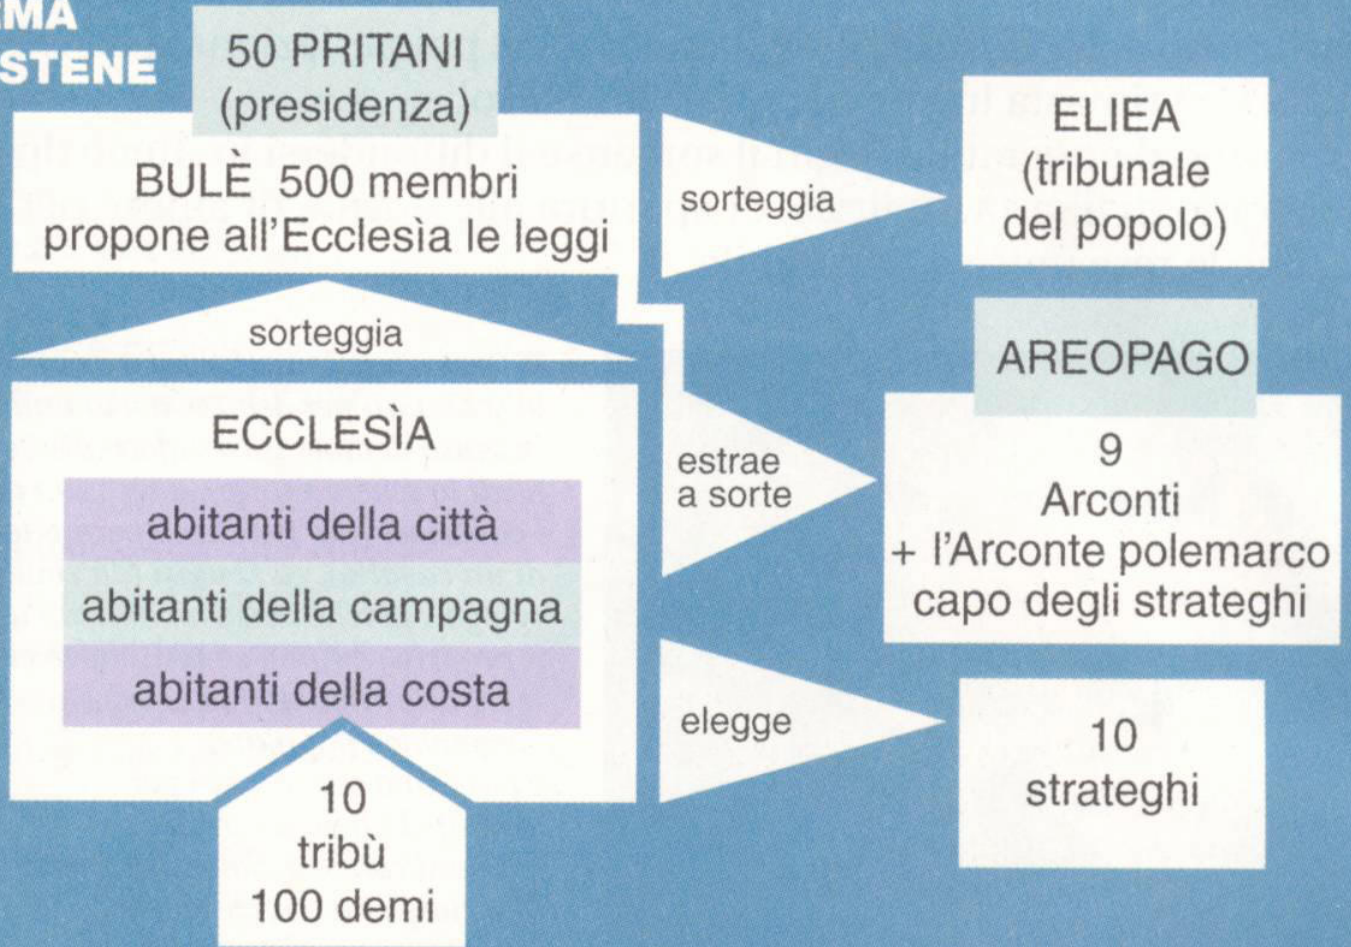 EMA
STENE
50 PRITANI
(presidenza)
BULÈ 500 membri
propone all'Ecclesìa le leggi
sorteggia
ELIEA
(tribunale
del popolo)
sorteggia
ECCLESÌA
abitanti della città
abitanti della campagna
abitanti della costa
10
tribù
100 demi
estrae
a sorte
AREOPAGO
9
Arconti
+ l'Arconte polemarco
capo degli strateghi
elegge
10
strateghi